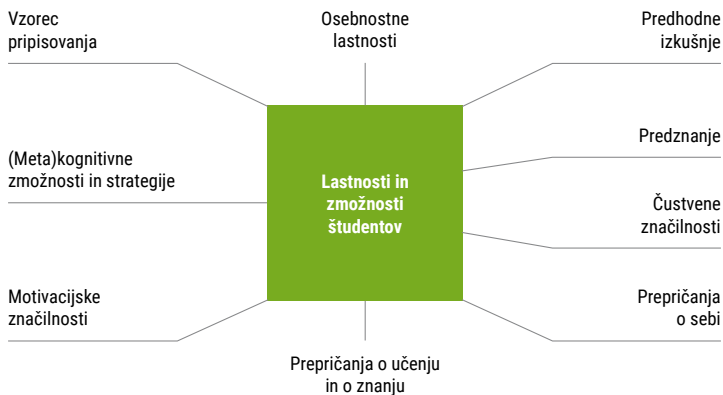 Vzorec
pripisovanja
Osebnostne
lastnosti
Predhodne
izkušnje
(Meta)kognitivne
zmožnosti in strategije
Lastnosti in
zmožnosti
študentov
Predznanje
Čustvene
značilnosti
Motivacijske
značilnosti
Prepričanja o učenju
in o znanju
Prepričanja
o sebi